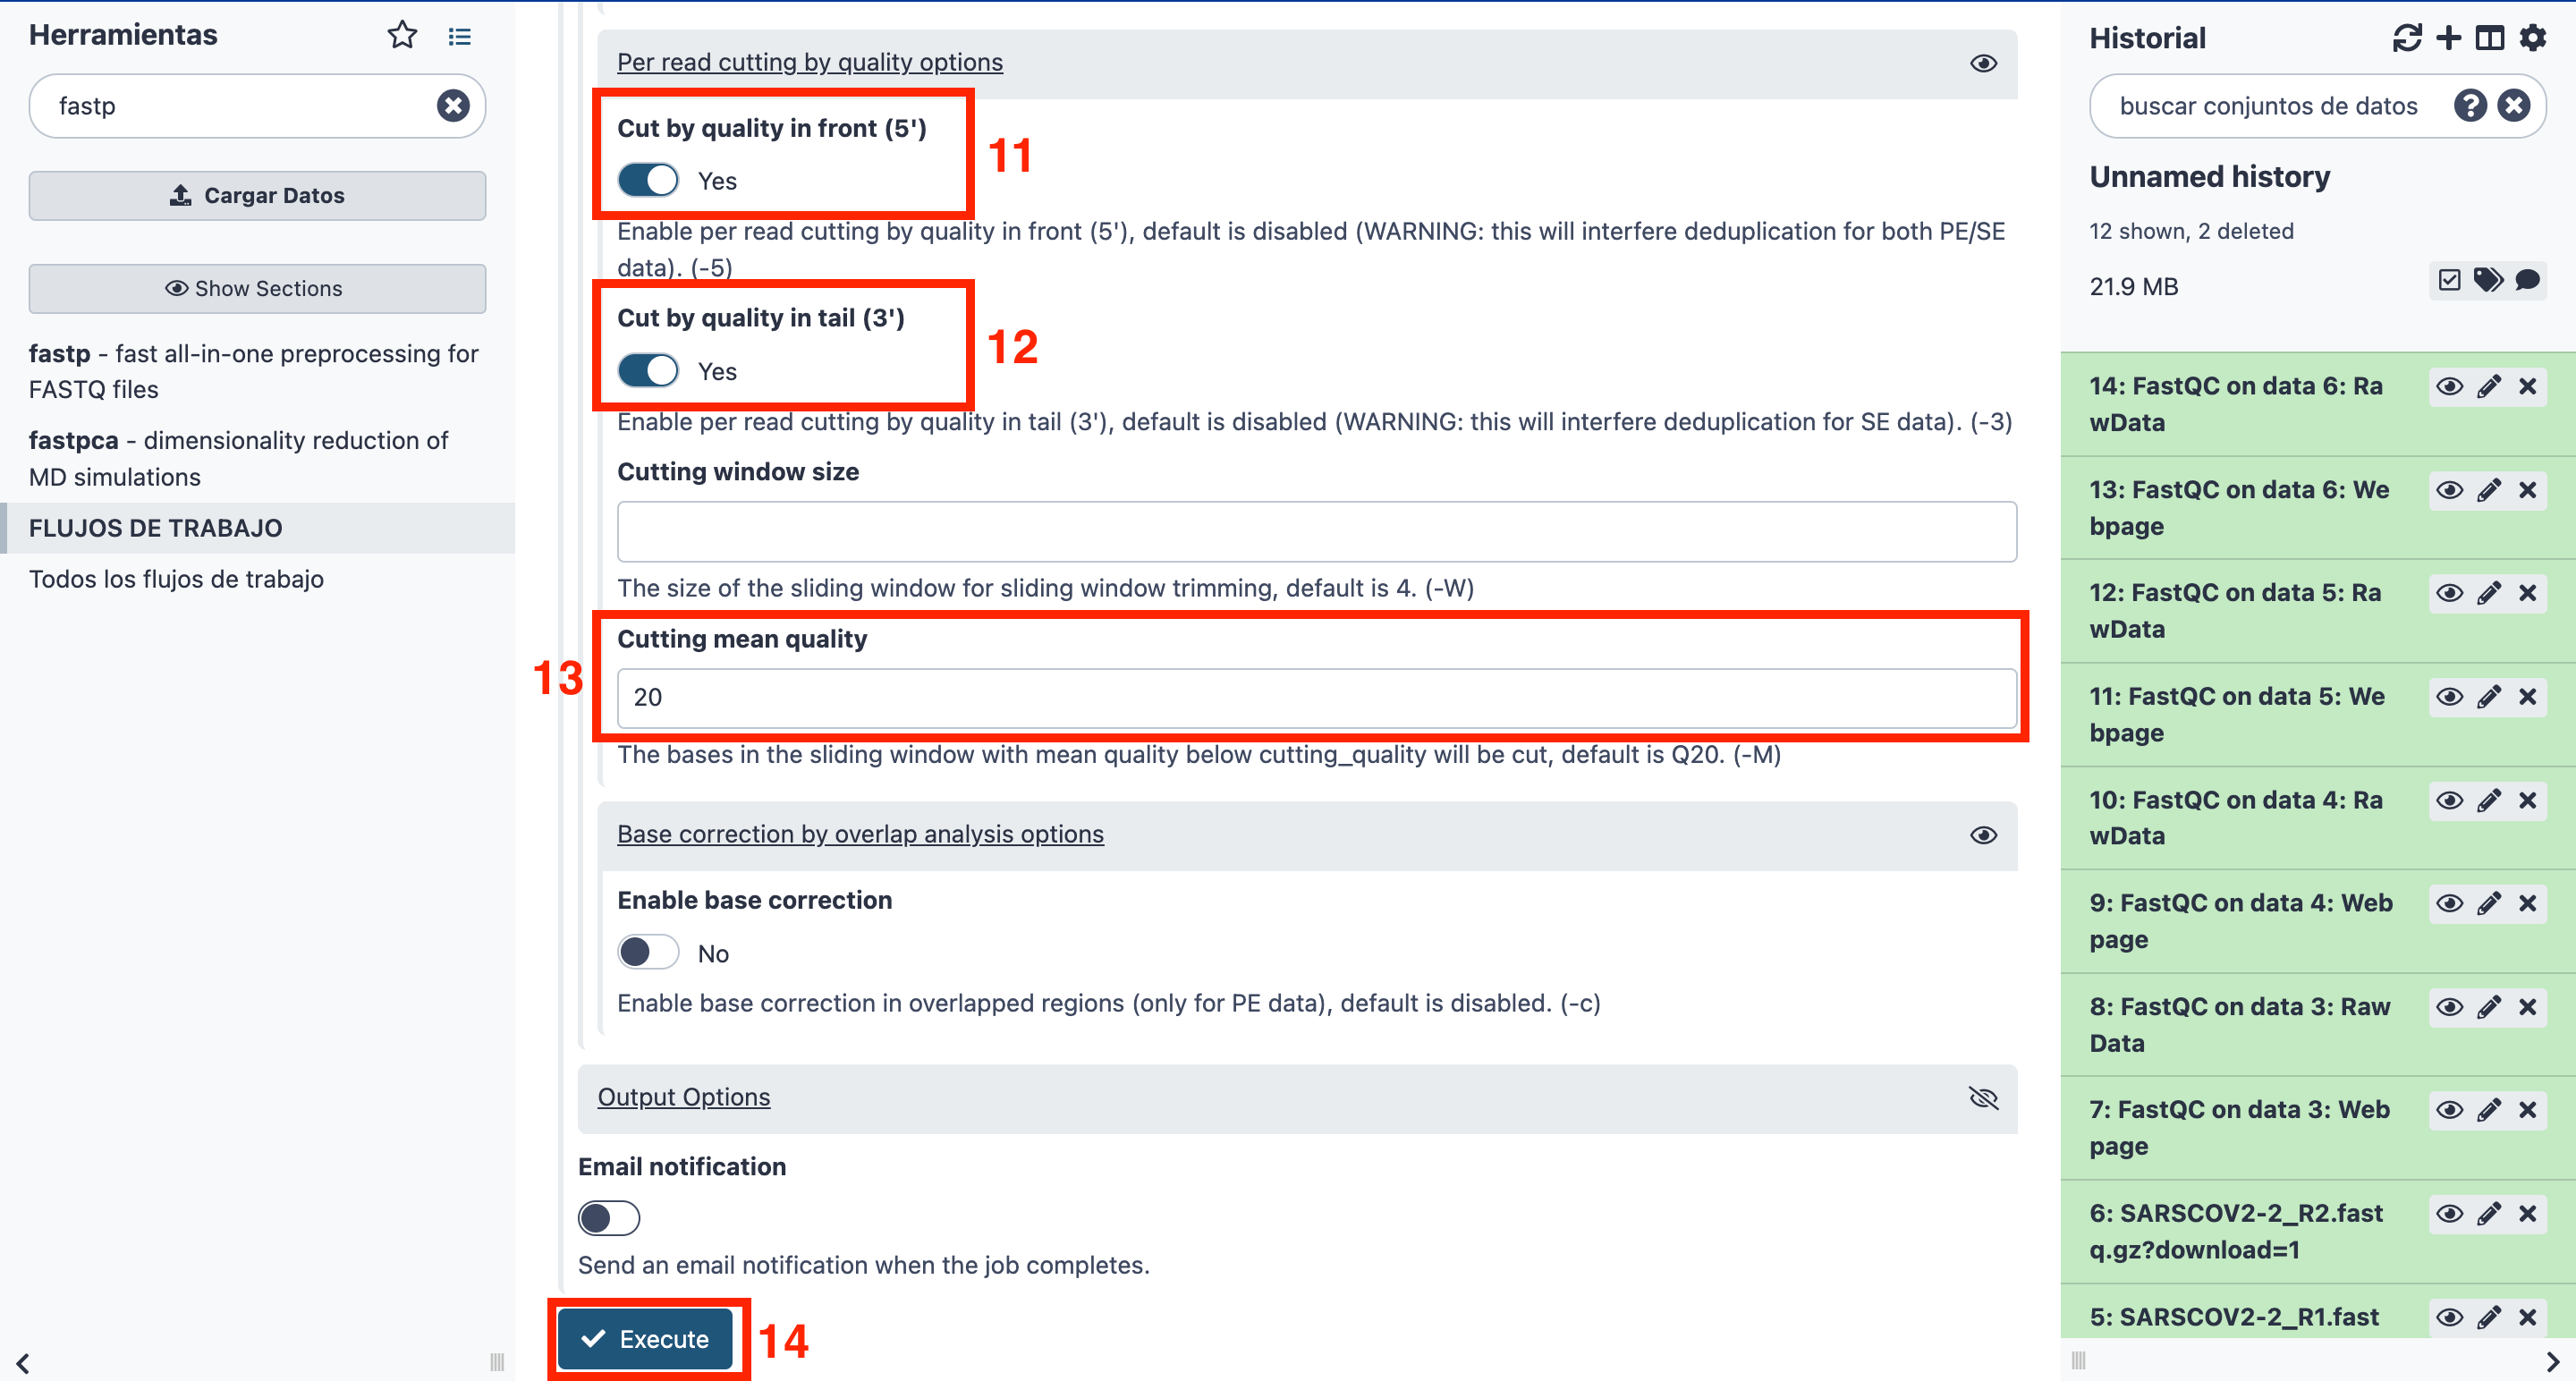 Herramientas
fastp
Cargar Datos
Show Sections
fastp - fast all-in-one preprocessing for
FASTQ files
fastpca - dimensionality reduction of
MD simulations
FLUJOS DE TRABAJO
Todos los flujos de trabajo
Per read cutting by quality options
Cut by quality in front (5')
11
Yes
Enable per read cutting by quality in front (5'), default is disabled (WARNING: this will interfere deduplication for both PE/SE
data). (-5)
Cut by quality in tail (3')
12
Yes
Enable per read cutting by quality in tail (3'), default is disabled (WARNING: this will interfere deduplication for SE data). (-3)
Cutting window size
The size of the sliding window for sliding window trimming, default is 4. (-W)
Cutting mean quality
13
20
The bases in the sliding window with mean quality below cutting_quality will be cut, default is Q20. (-M)
Base correction by overlap analysis options
Enable base correction
No
Enable base correction in overlapped regions (only for PE data), default is disabled. (-c)
Output Options
Email notification
Send an email notification when the job completes.
Execute
14
Historial
buscar conjuntos de datos
Unnamed history
12 shown, 2 deleted
21.9 MB
14: FastQC on data 6: Ra
wData
13: FastQC on data 6: We
bpage
12: FastQC on data 5: Ra
wData
11: FastQC on data 5: We
bpage
10: FastQC on data 4: Ra
wData
9: FastQC on data 4: Web
page
8: FastQC on data 3: Raw
Data
7: FastQC on data 3: Web
page
6: SARSCOV2-2_R2.fast
q.gz?download=1
5: SARSCOV2-2_R1.fast